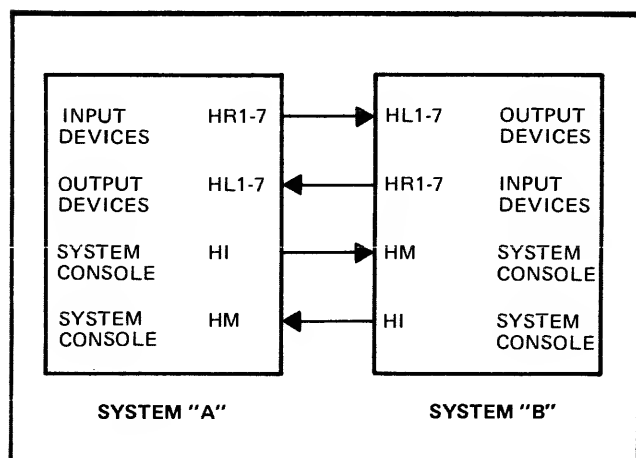 INPUT DEVICES HR1-7 HL1-7 OUTPUT DEVICES
OUTPUT DEVICES HL1-7 HR1-7 INPUT DEVICES
SYSTEM CONSOLE HI HM SYSTEM CONSOLE
SYSTEM CONSOLE HM HI SYSTEM CONSOLE
SYSTEM "A" SYSTEM "B"